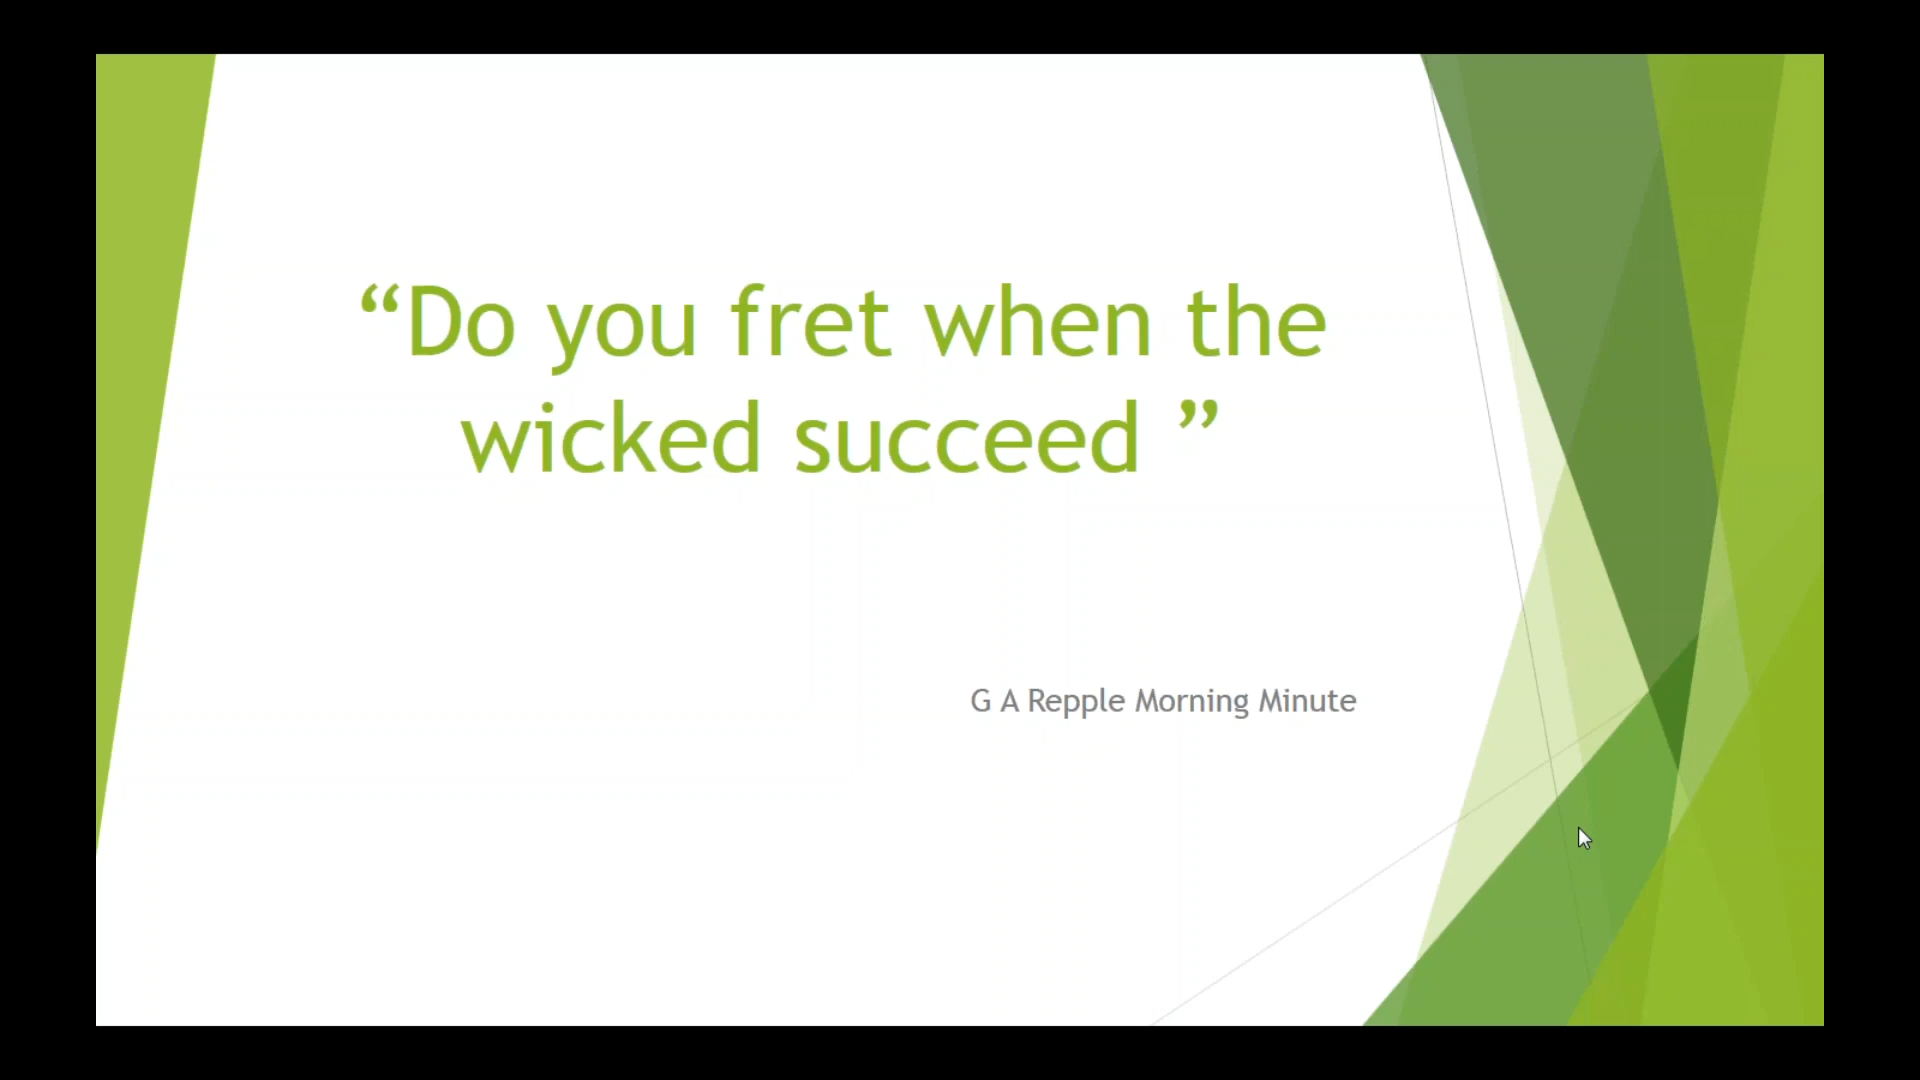 “Do you fret when the
wicked succeed ”
G A Repple Morning Minute